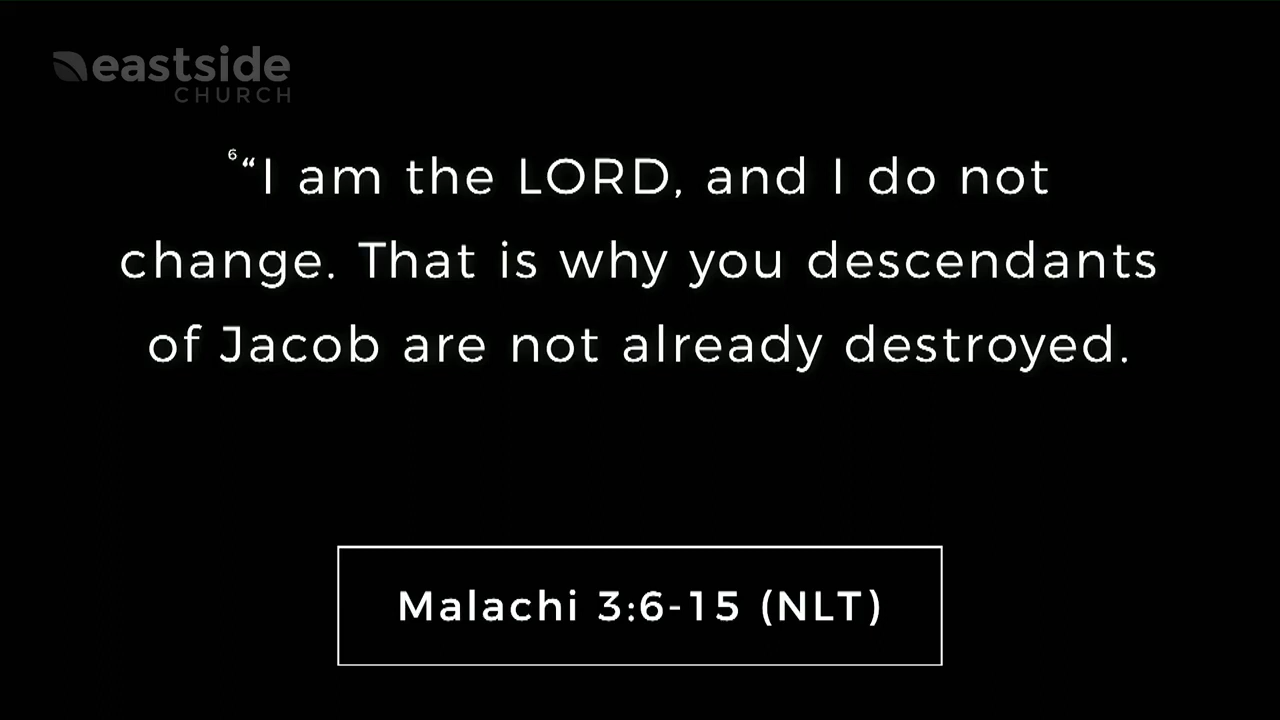 eastside
CHURCH
6“I am the LORD, and I do not
change. That is why you descendants
of Jacob are not already destroyed.
Malachi 3:6-15 (NLT)